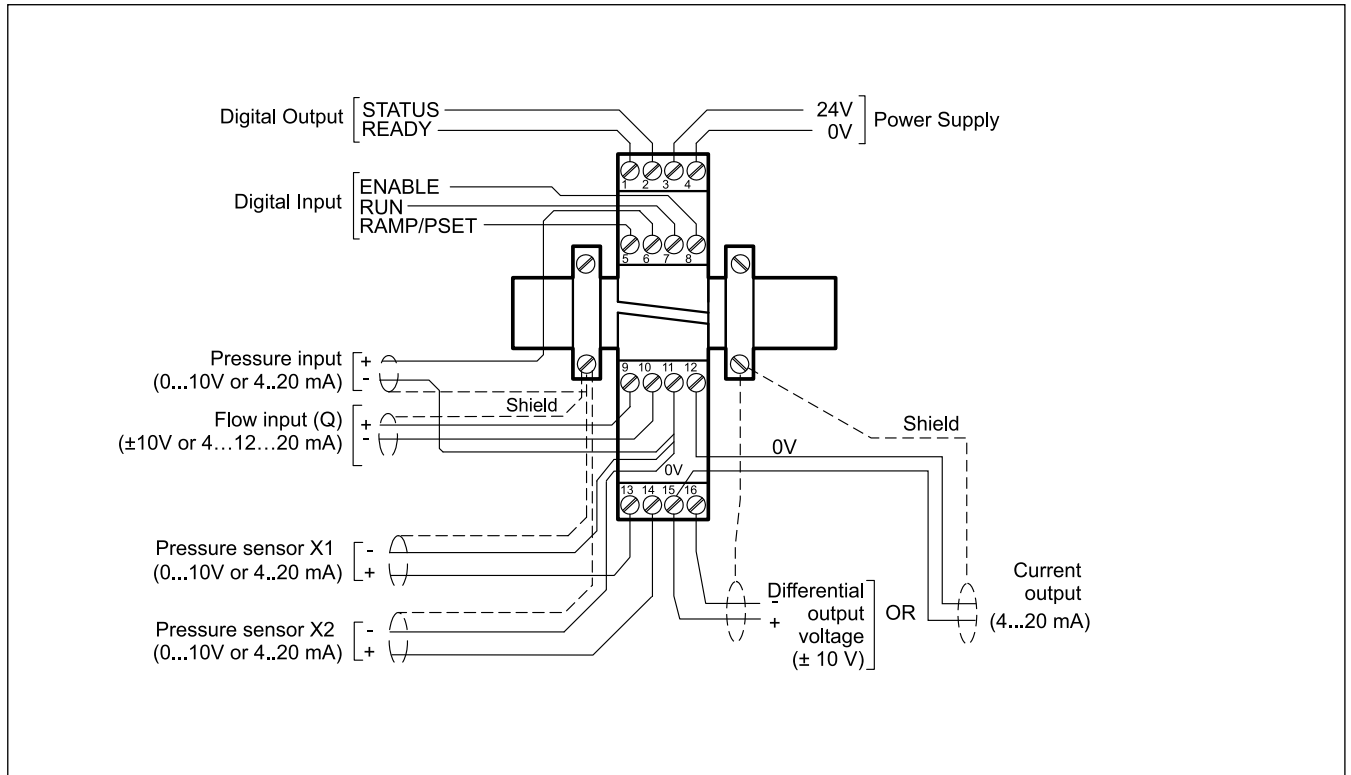 Digital Output
STATUS
READY
24V
0V
Power Supply
1 2 3 4
Digital Input
ENABLE
RUN
RAMP/PSET
5 6 7 8
Pressure input
(0...10V or 4..20 mA)
+
-
Shield
Flow input (Q)
(±10V or 4...12...20 mA)
+
-
9 10 11 12
Shield
0V
0V
13 14 15 16
Pressure sensor X1
(0...10V or 4..20 mA)
-
+
Pressure sensor X2
(0...10V or 4..20 mA)
-
+
Differential
output
voltage
(± 10 V)
-
+
OR
Current
output
(4...20 mA)